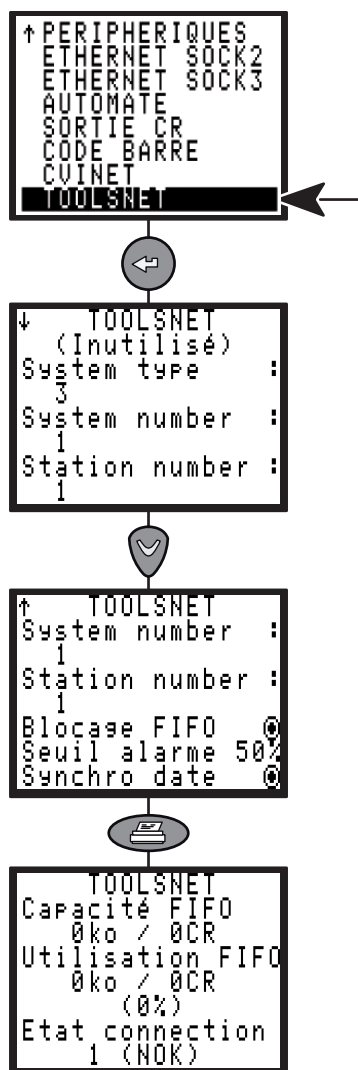 ↑PERIPHERIQUES
ETHERNET SOCK2
ETHERNET SOCK3
AUTOMATE
SORTIE CR
CODE BARRE
CVINET
TOOLSNET
↓ TOOLSNET
(Inutilisé)
System type :
3
System number :
1
Station number :
1
↑ TOOLSNET
System number :
1
Station number :
1
Blocage FIFO
Seuil alarme 50%
Synchro date
TOOLSNET
Capacité FIFO
0ko / 0CR
Utilisation FIFO
0ko / 0CR
(0%)
Etat connection
1 (NOK)